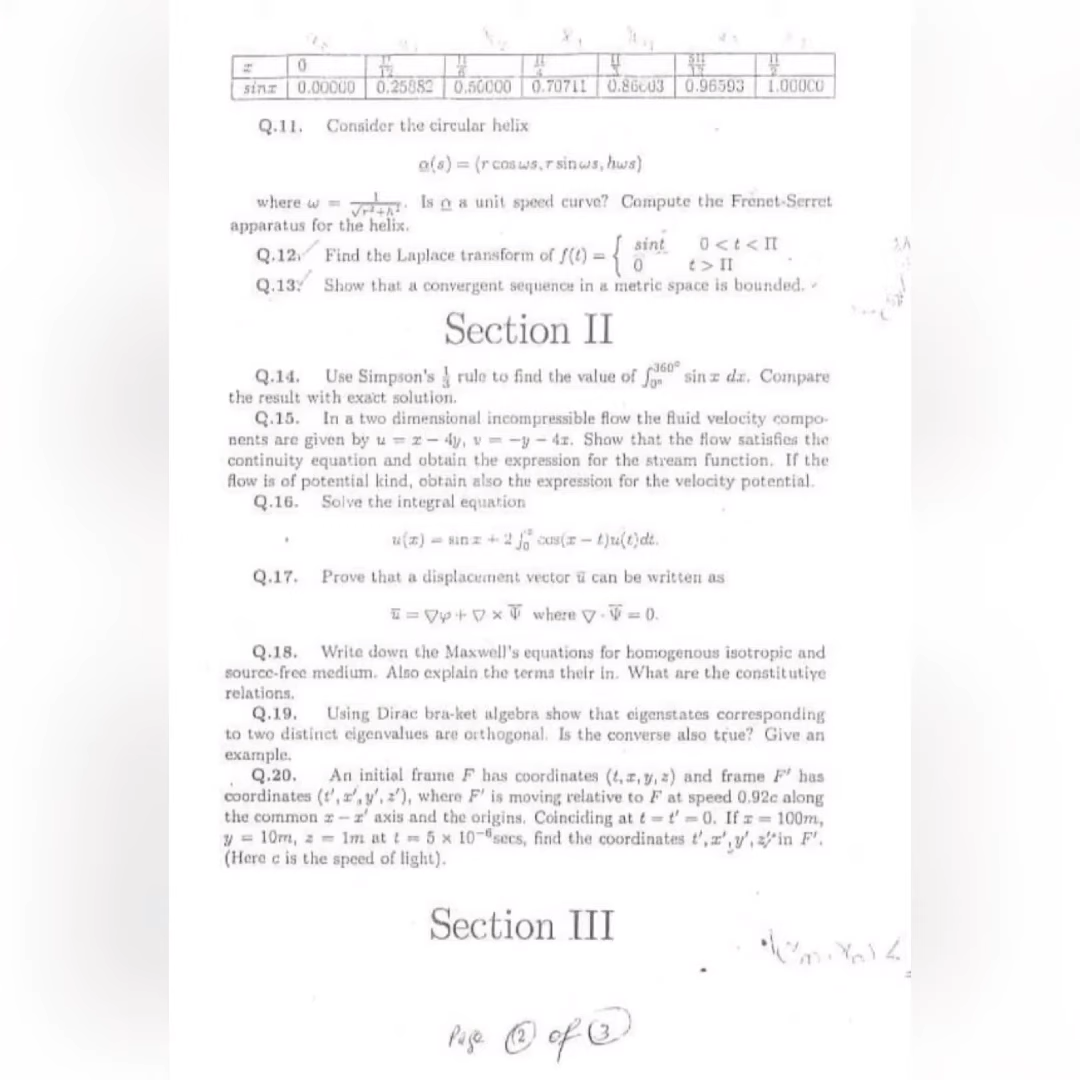 x 0 π/12 π/6 π/4 π/3 5π/12 π/2
sinx 0.00000 0.25882 0.50000 0.70711 0.86603 0.96593 1.00000
Q.11. Consider the circular helix
α(s) = (r cos ws, r sin ws, hws)
where ω = 1/√(r²+h²). Is α a unit speed curve? Compute the Frenet-Serret
apparatus for the helix.
Q.12. Find the Laplace transform of f(t) = { sint 0 < t < Π
0 t > Π
Q.13. Show that a convergent sequence in a metric space is bounded.
Section II
Q.14. Use Simpson's 1/3 rule to find the value of ∫₀°^360° sin x dx. Compare
the result with exact solution.
Q.15. In a two dimensional incompressible flow the fluid velocity compo-
nents are given by u = x − 4y, v = −y − 4x. Show that the flow satisfies the
continuity equation and obtain the expression for the stream function. If the
flow is of potential kind, obtain also the expression for the velocity potential.
Q.16. Solve the integral equation
u(x) = sin x + 2 ∫₀ˣ cos(x − t)u(t)dt.
Q.17. Prove that a displacement vector ū can be written as
ū = ∇φ + ∇ × Ψ̅ where ∇ · Ψ̅ = 0.
Q.18. Write down the Maxwell's equations for homogenous isotropic and
source-free medium. Also explain the terms their in. What are the constitutive
relations.
Q.19. Using Dirac bra-ket algebra show that eigenstates corresponding
to two distinct eigenvalues are orthogonal. Is the converse also true? Give an
example.
Q.20. An initial frame F has coordinates (t, x, y, z) and frame F′ has
coordinates (t′, x′, y′, z′), where F′ is moving relative to F at speed 0.92c along
the common x − x′ axis and the origins. Coinciding at t = t′ = 0. If x = 100m,
y = 10m, z = 1m at t = 5 × 10⁻⁶secs, find the coordinates t′, x′, y′, z′ in F′.
(Here c is the speed of light).
Section III
Page 2 of 3